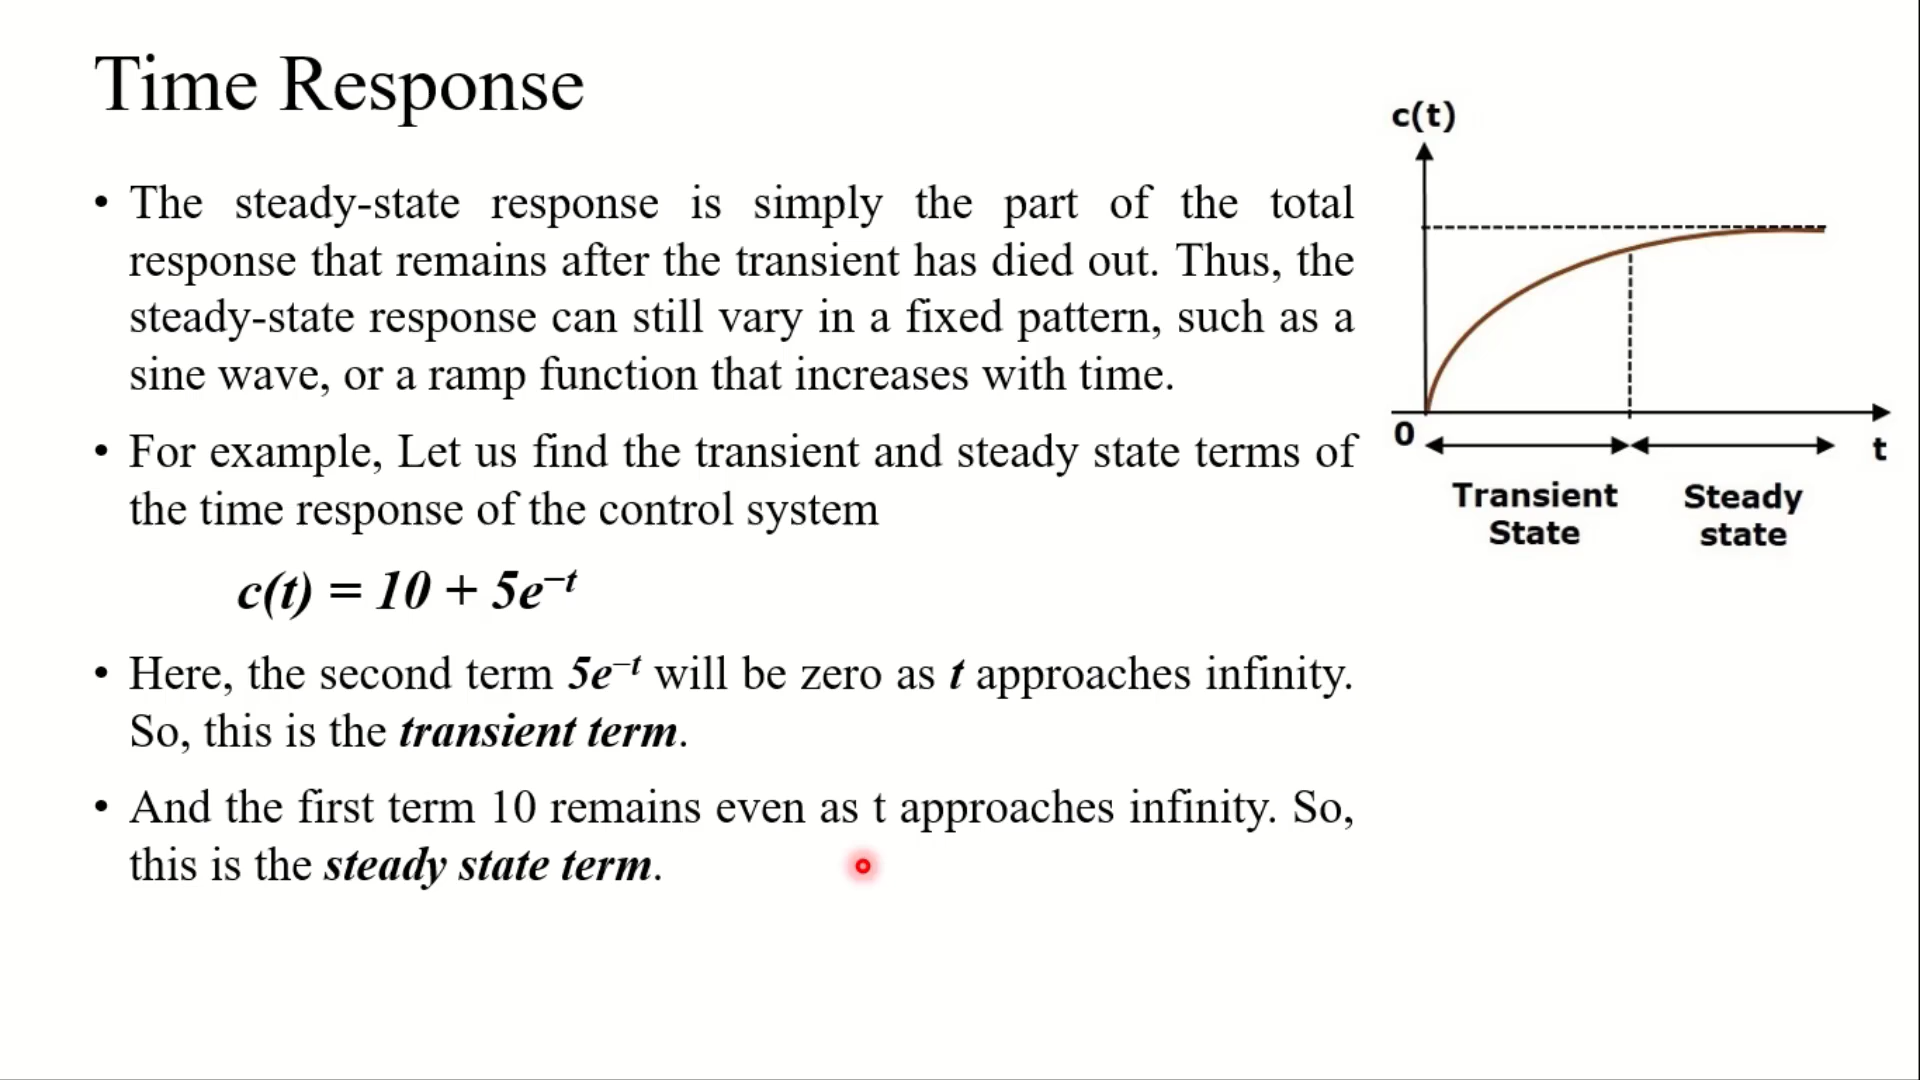 Time Response
• The steady-state response is simply the part of the total
response that remains after the transient has died out. Thus, the
steady-state response can still vary in a fixed pattern, such as a
sine wave, or a ramp function that increases with time.
• For example, Let us find the transient and steady state terms of
the time response of the control system
c(t) = 10 + 5e⁻ᵗ
• Here, the second term 5e⁻ᵗ will be zero as t approaches infinity.
So, this is the transient term.
• And the first term 10 remains even as t approaches infinity. So,
this is the steady state term.
c(t)
0
t
Transient
State
Steady
state